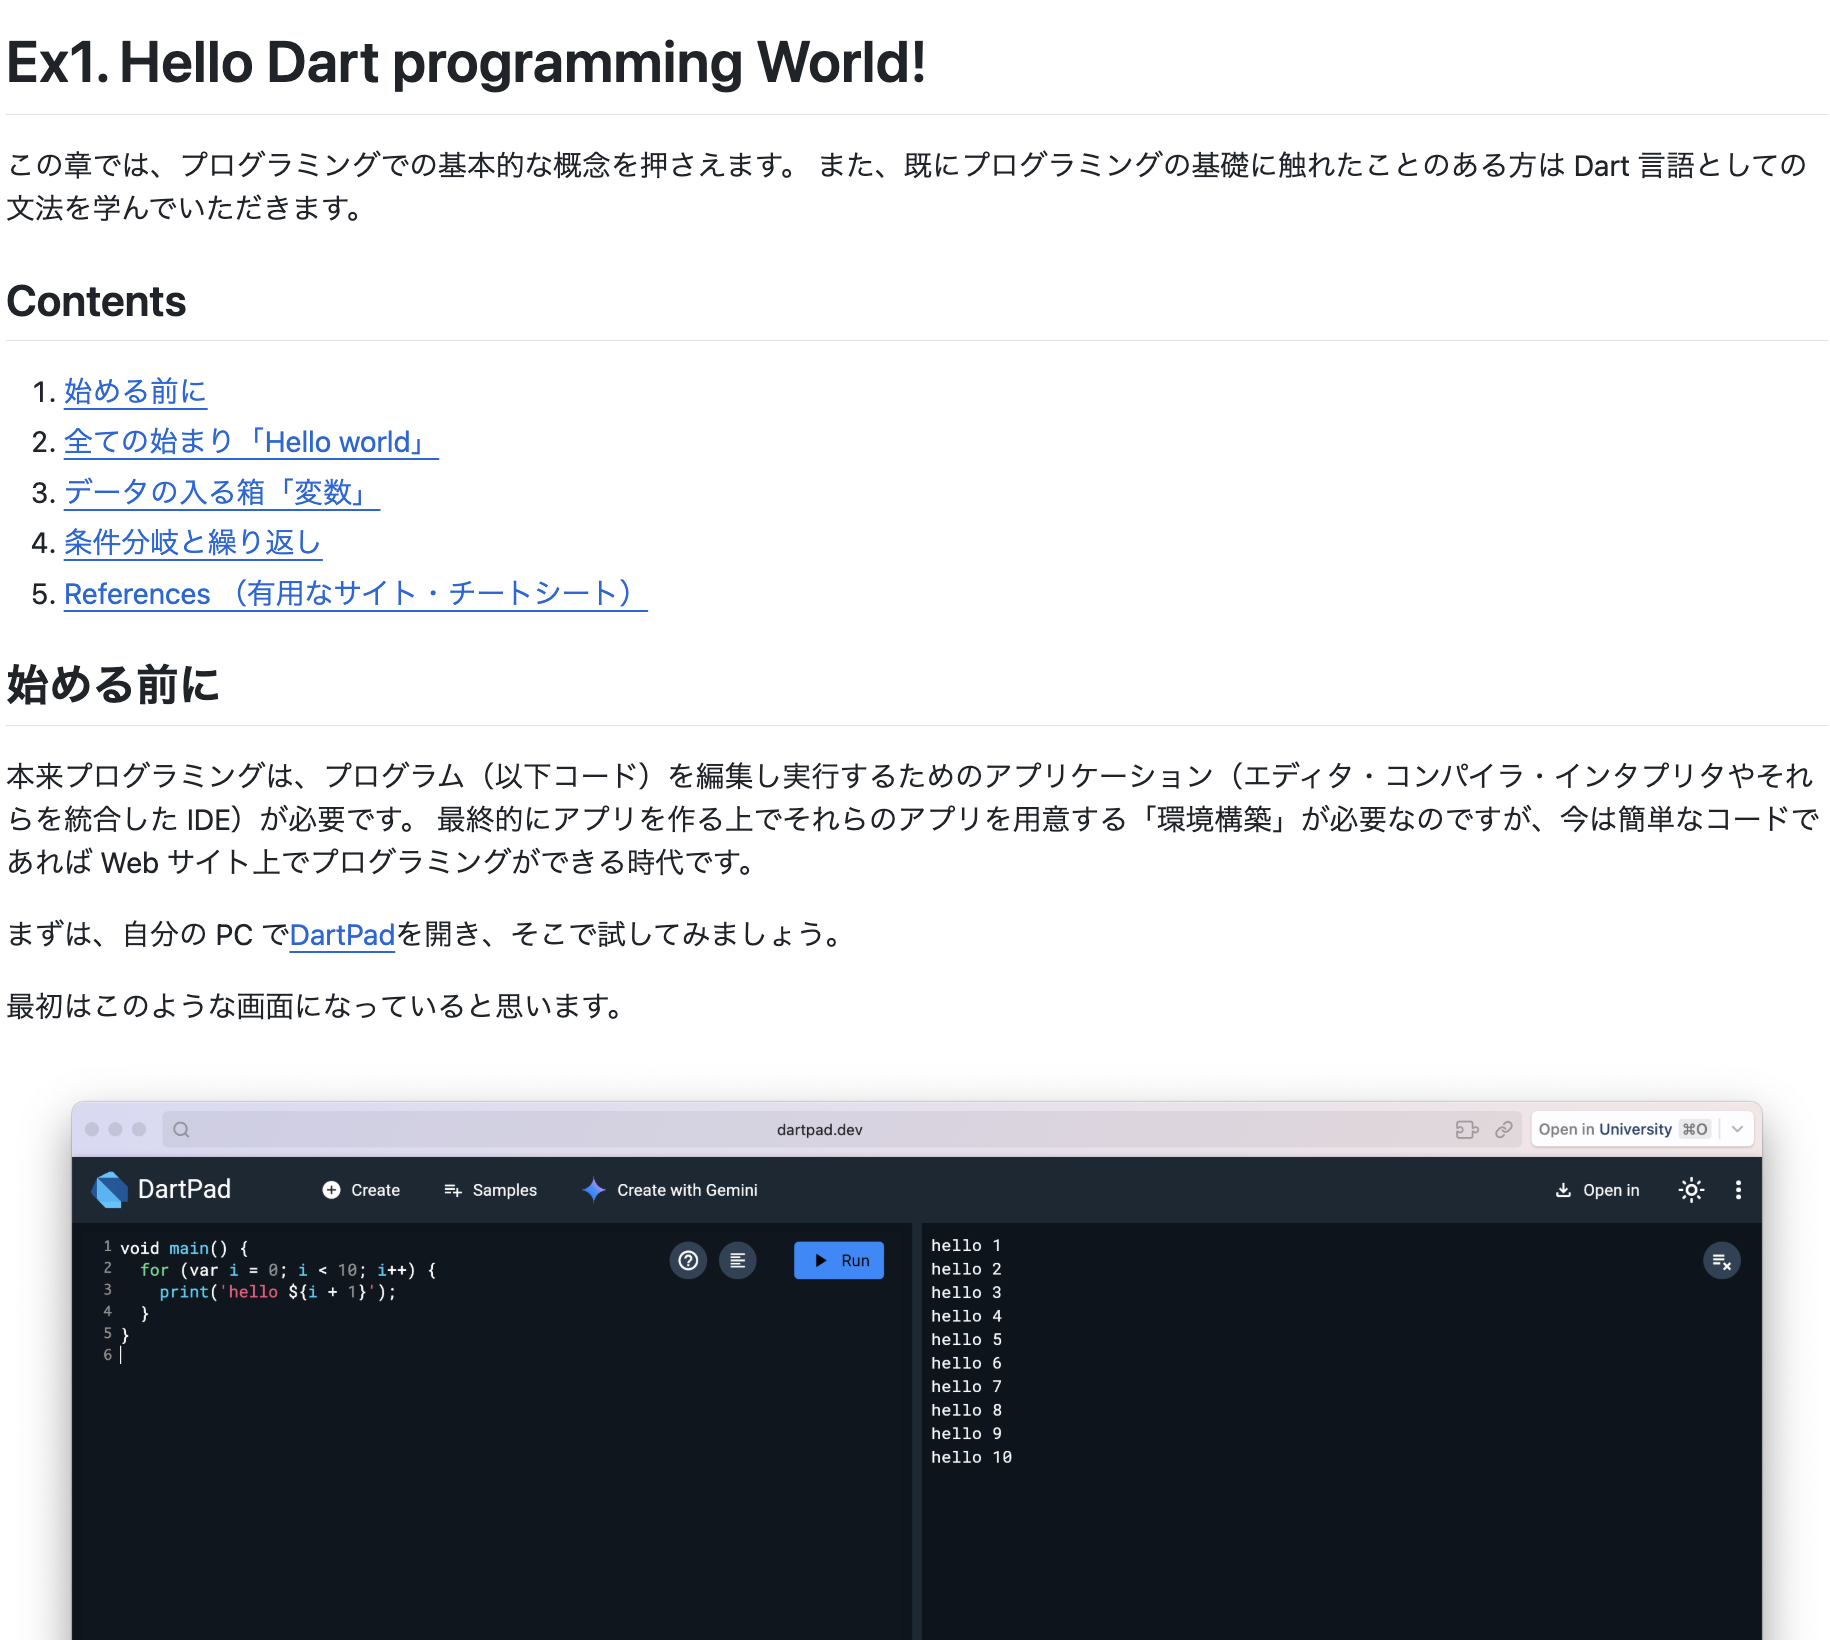 Ex1. Hello Dart programming World!
この章では、プログラミングでの基本的な概念を押さえます。 また、既にプログラミングの基礎に触れたことのある方は Dart 言語としての
文法を学んでいただきます。
Contents
1. 始める前に
2. 全ての始まり「Hello world」
3. データの入る箱「変数」
4. 条件分岐と繰り返し
5. References （有用なサイト・チートシート）
始める前に
本来プログラミングは、プログラム（以下コード）を編集し実行するためのアプリケーション（エディタ・コンパイラ・インタプリタやそれ
らを統合した IDE）が必要です。 最終的にアプリを作る上でそれらのアプリを用意する「環境構築」が必要なのですが、今は簡単なコードで
あれば Web サイト上でプログラミングができる時代です。
まずは、自分の PC でDartPadを開き、そこで試してみましょう。
最初はこのような画面になっていると思います。
dartpad.dev
Open in University ⌘O
DartPad Create Samples Create with Gemini Open in
1 void main() {
2 for (var i = 0; i < 10; i++) {
3 print('hello ${i + 1}');
4 }
5 }
6
Run
hello 1
hello 2
hello 3
hello 4
hello 5
hello 6
hello 7
hello 8
hello 9
hello 10